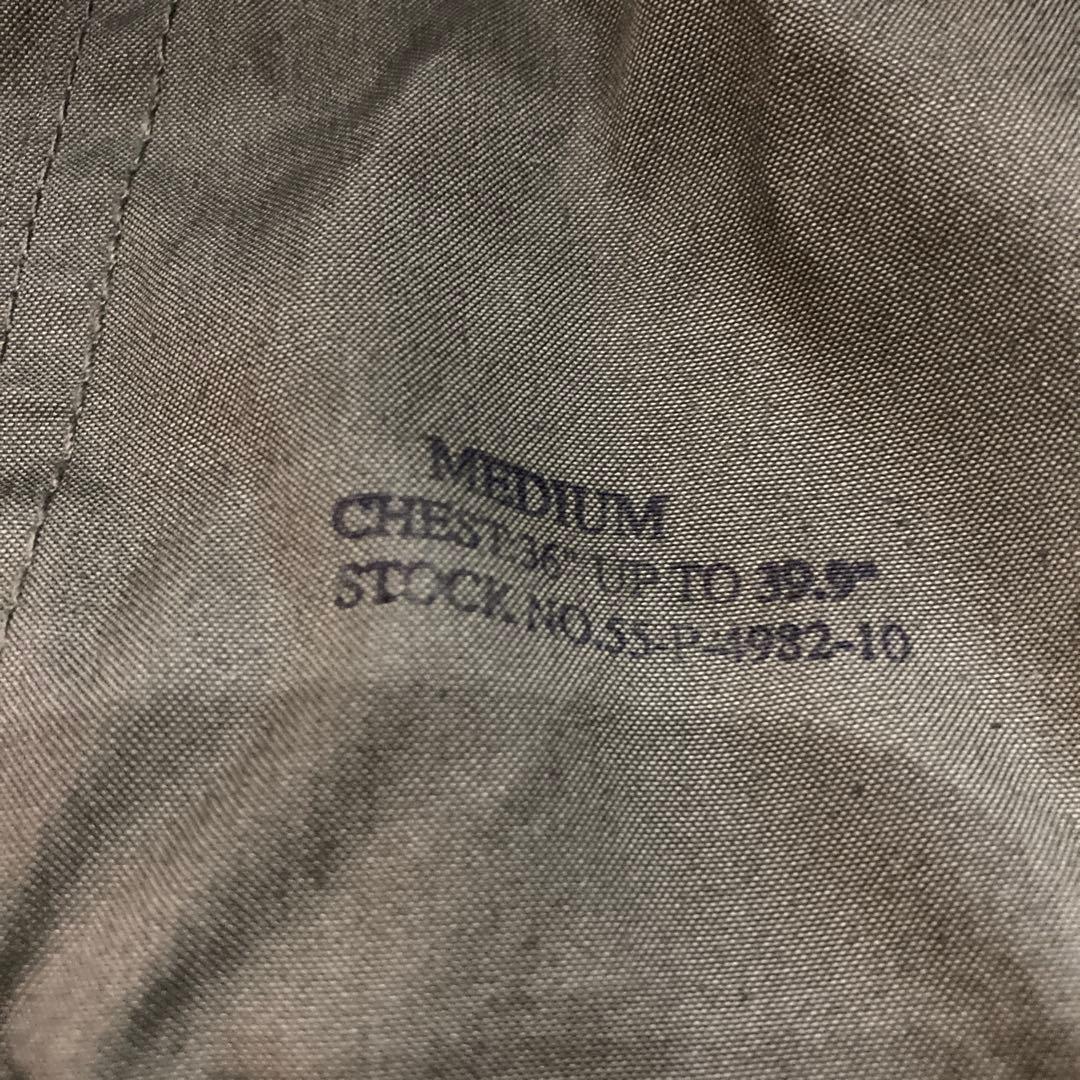 MEDIUM
CHEST 36" UP TO 39.9"
STOCK NO.55-P-4982-10